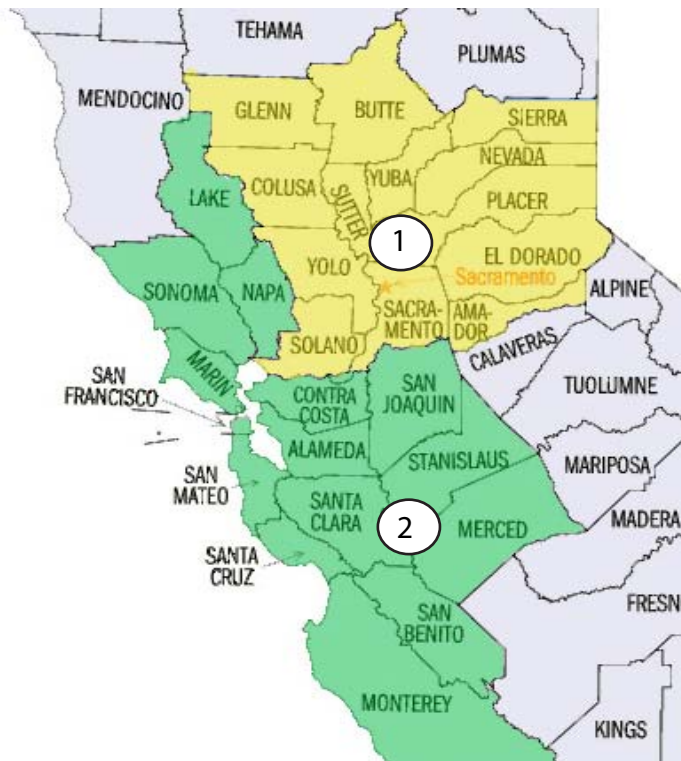 TEHAMA
PLUMAS
MENDOCINO
GLENN
BUTTE
SIERRA
NEVADA
YUBA
COLUSA
PLACER
LAKE
SUTTER
1
EL DORADO
YOLO
Sacramento
SONOMA
NAPA
ALPINE
SACRA-
MENTO
AMA-
DOR
SOLANO
CALAVERAS
MARIN
SAN
FRANCISCO
CONTRA
COSTA
SAN
JOAQUIN
TUOLUMNE
ALAMEDA
STANISLAUS
MARIPOSA
SAN
MATEO
SANTA
CLARA
2
MERCED
MADERA
SANTA
CRUZ
FRESN
SAN
BENITO
MONTEREY
KINGS